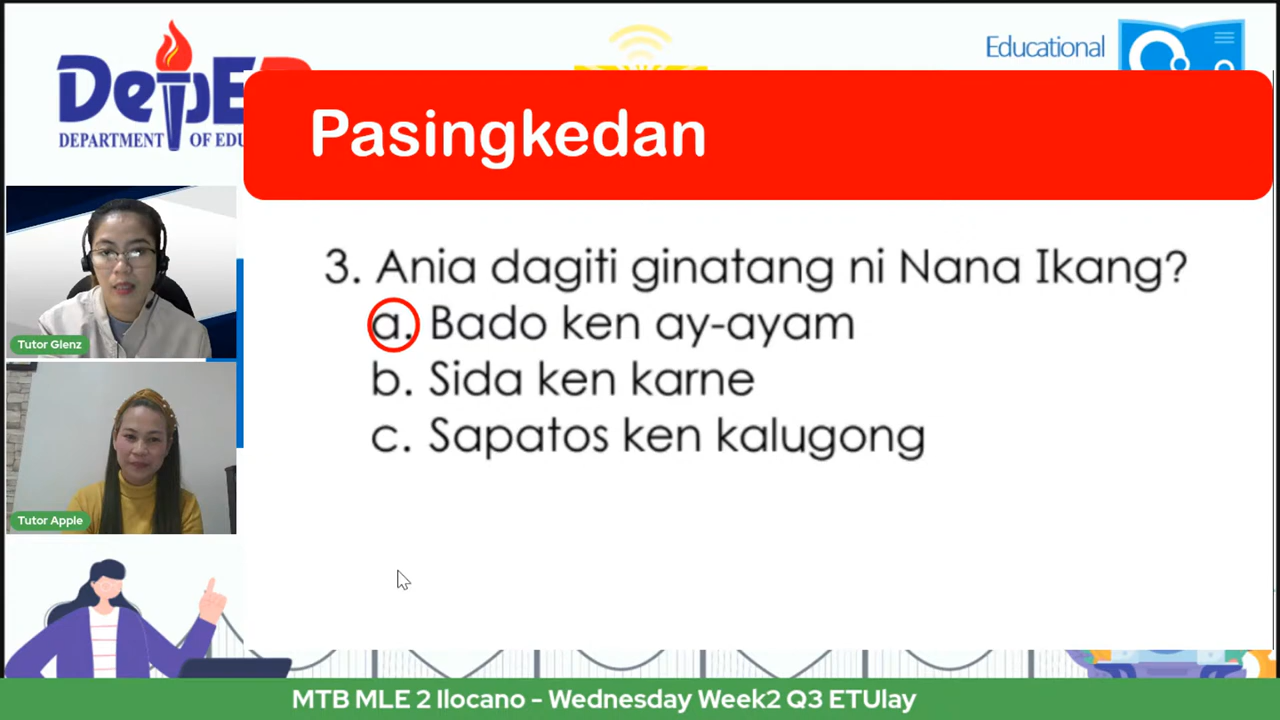 DepE
DEPARTMENT OF EDU
Educational
Pasingkedan
3. Ania dagiti ginatang ni Nana Ikang?
a. Bado ken ay-ayam
b. Sida ken karne
c. Sapatos ken kalugong
Tutor Glenz
Tutor Apple
MTB MLE 2 Ilocano - Wednesday Week2 Q3 ETUlay